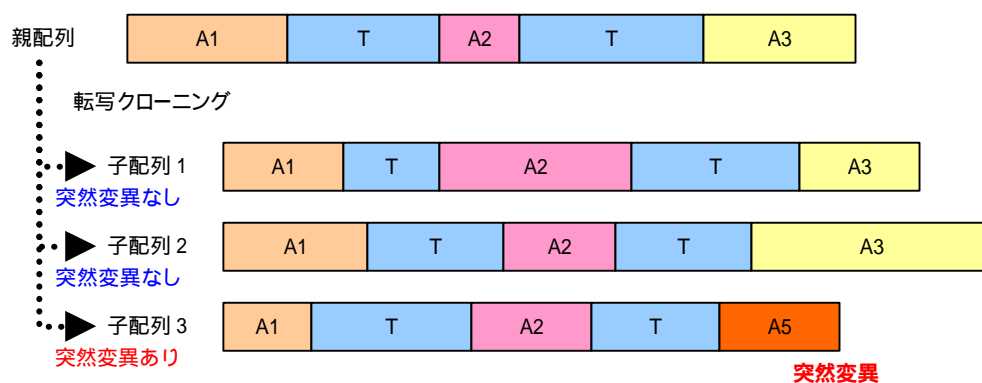 親配列 A1 T A2 T A3
転写クローニング
子配列 1 A1 T A2 T A3
突然変異なし
子配列 2 A1 T A2 T A3
突然変異なし
子配列 3 A1 T A2 T A5
突然変異あり
突然変異